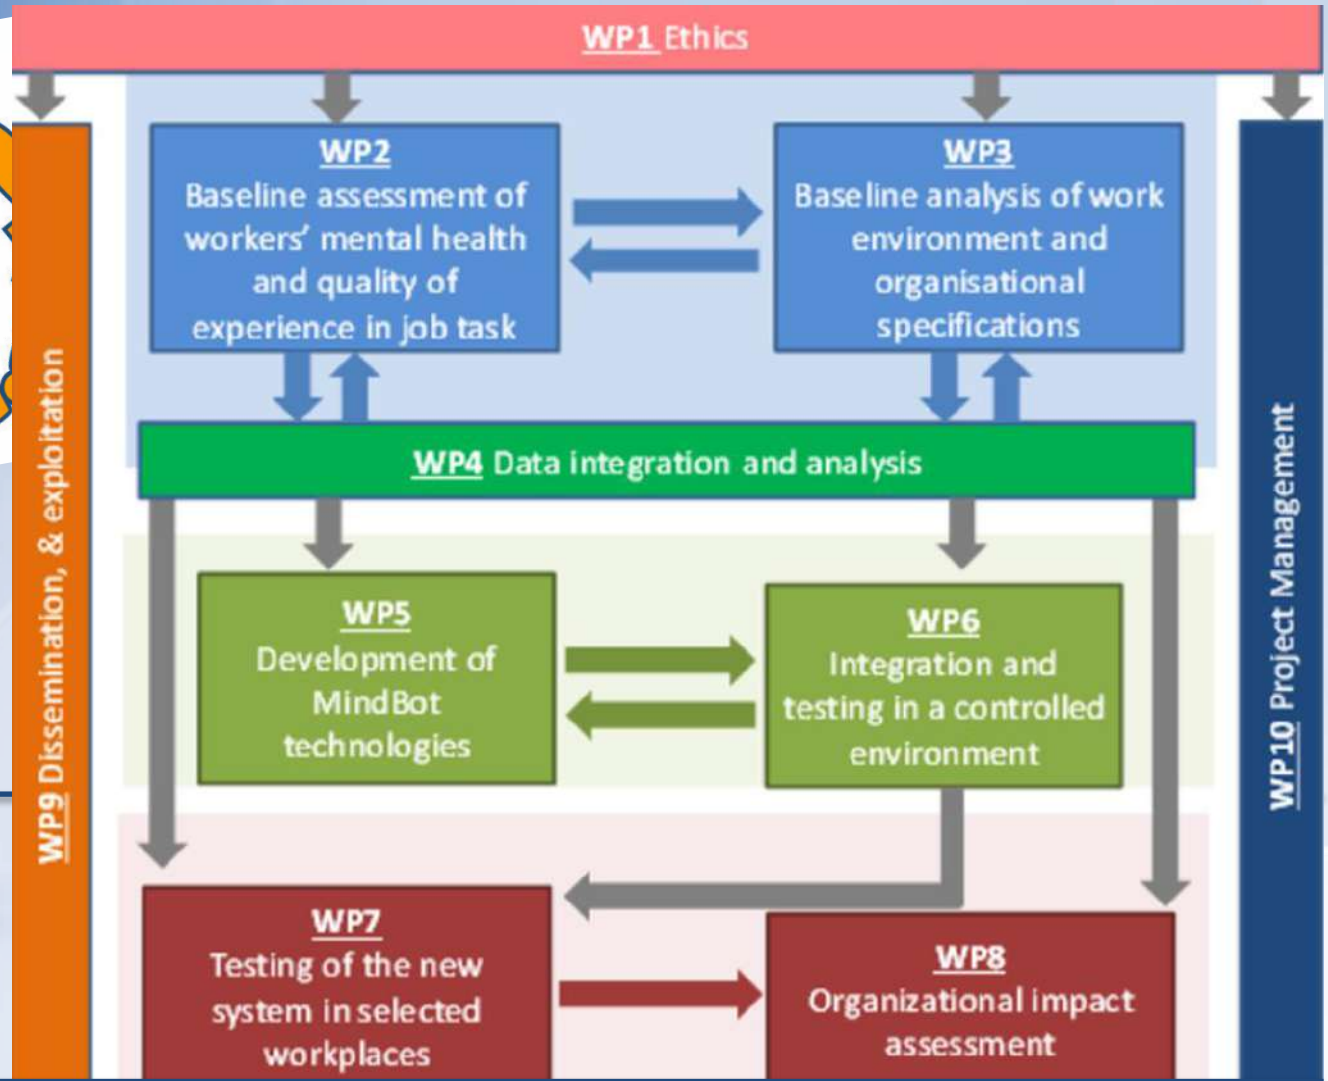 WP1 Ethics
WP2
Baseline assessment of
workers’ mental health
and quality of
experience in job task
WP3
Baseline analysis of work
environment and
organisational
specifications
WP4 Data integration and analysis
WP5
Development of
MindBot
technologies
WP6
Integration and
testing in a controlled
environment
WP7
Testing of the new
system in selected
workplaces
WP8
Organizational impact
assessment
WP9 Dissemination, & exploitation
WP10 Project Management